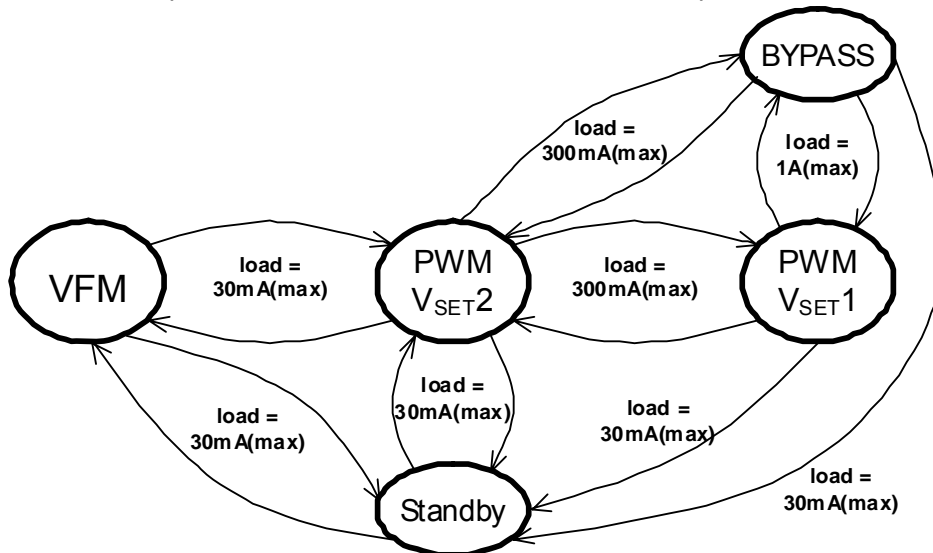 BYPASS
load =
300mA(max)
load =
1A(max)
VFM
load =
30mA(max)
PWM
VSET2
load =
300mA(max)
PWM
VSET1
load =
30mA(max)
load =
30mA(max)
load =
30mA(max)
load =
30mA(max)
Standby